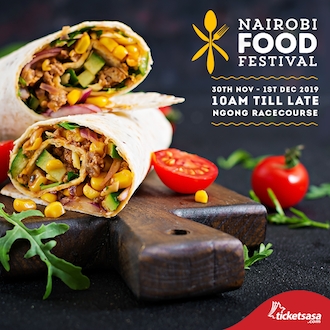 NAIROBI
FOOD
FESTIVAL
30TH NOV - 1ST DEC 2019
10AM TILL LATE
NGONG RACECOURSE
ticketsasa
.com